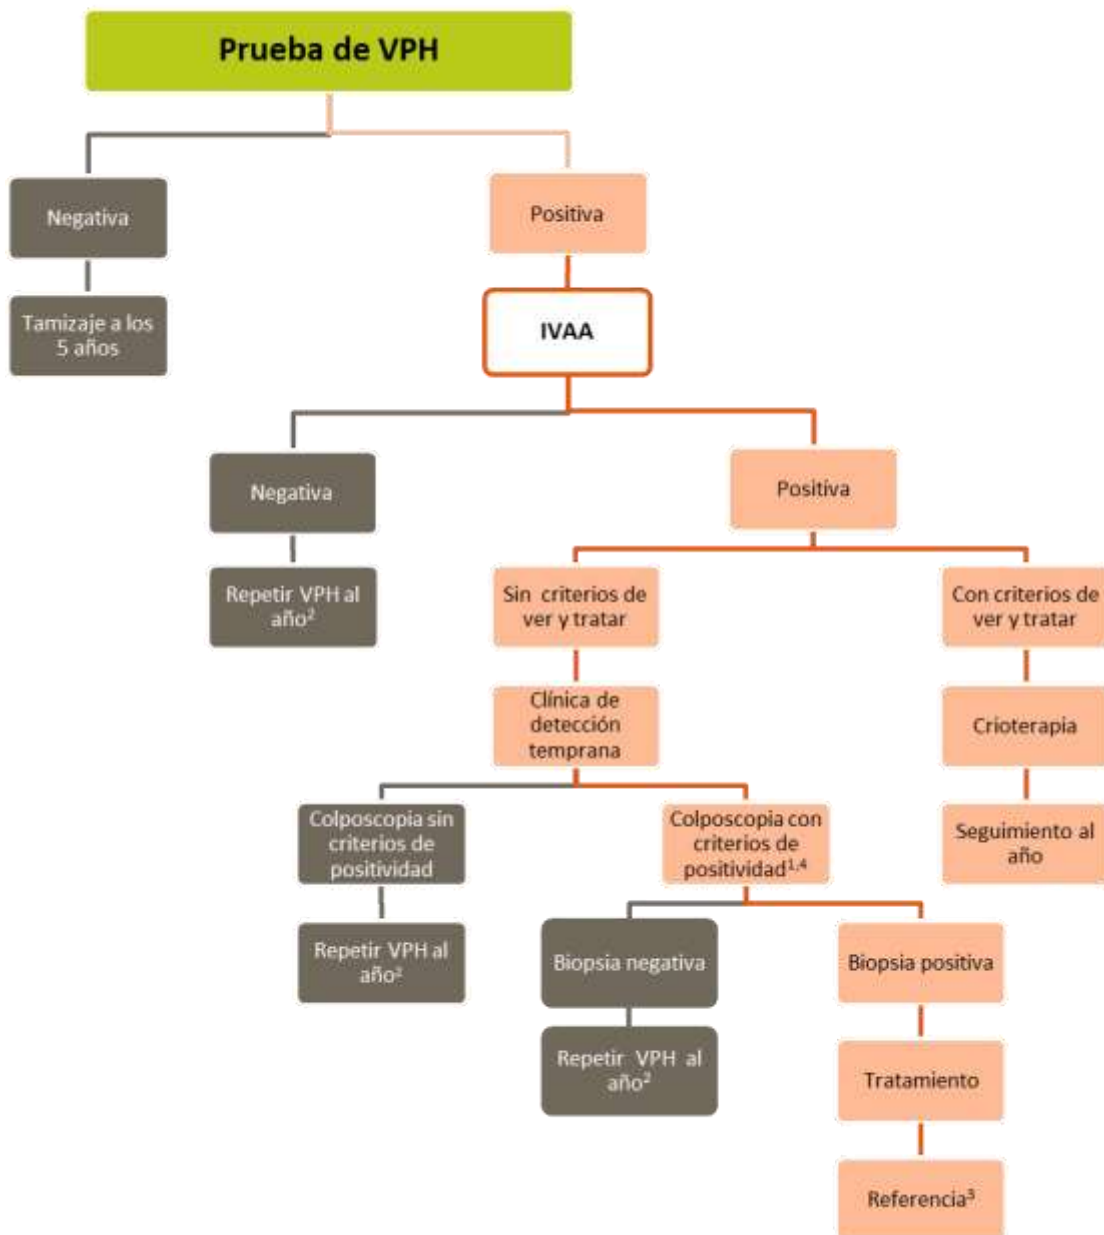 Prueba de VPH
Negativa
Positiva
Tamizaje a los
5 años
IVAA
Negativa
Positiva
Repetir VPH al
año²
Sin criterios de
ver y tratar
Con criterios de
ver y tratar
Clínica de
detección
temprana
Crioterapia
Colposcopia sin
criterios de
positividad
Colposcopia con
criterios de
positividad¹,⁴
Seguimiento al
año
Repetir VPH al
año²
Biopsia negativa
Biopsia positiva
Repetir VPH al
año²
Tratamiento
Referencia³